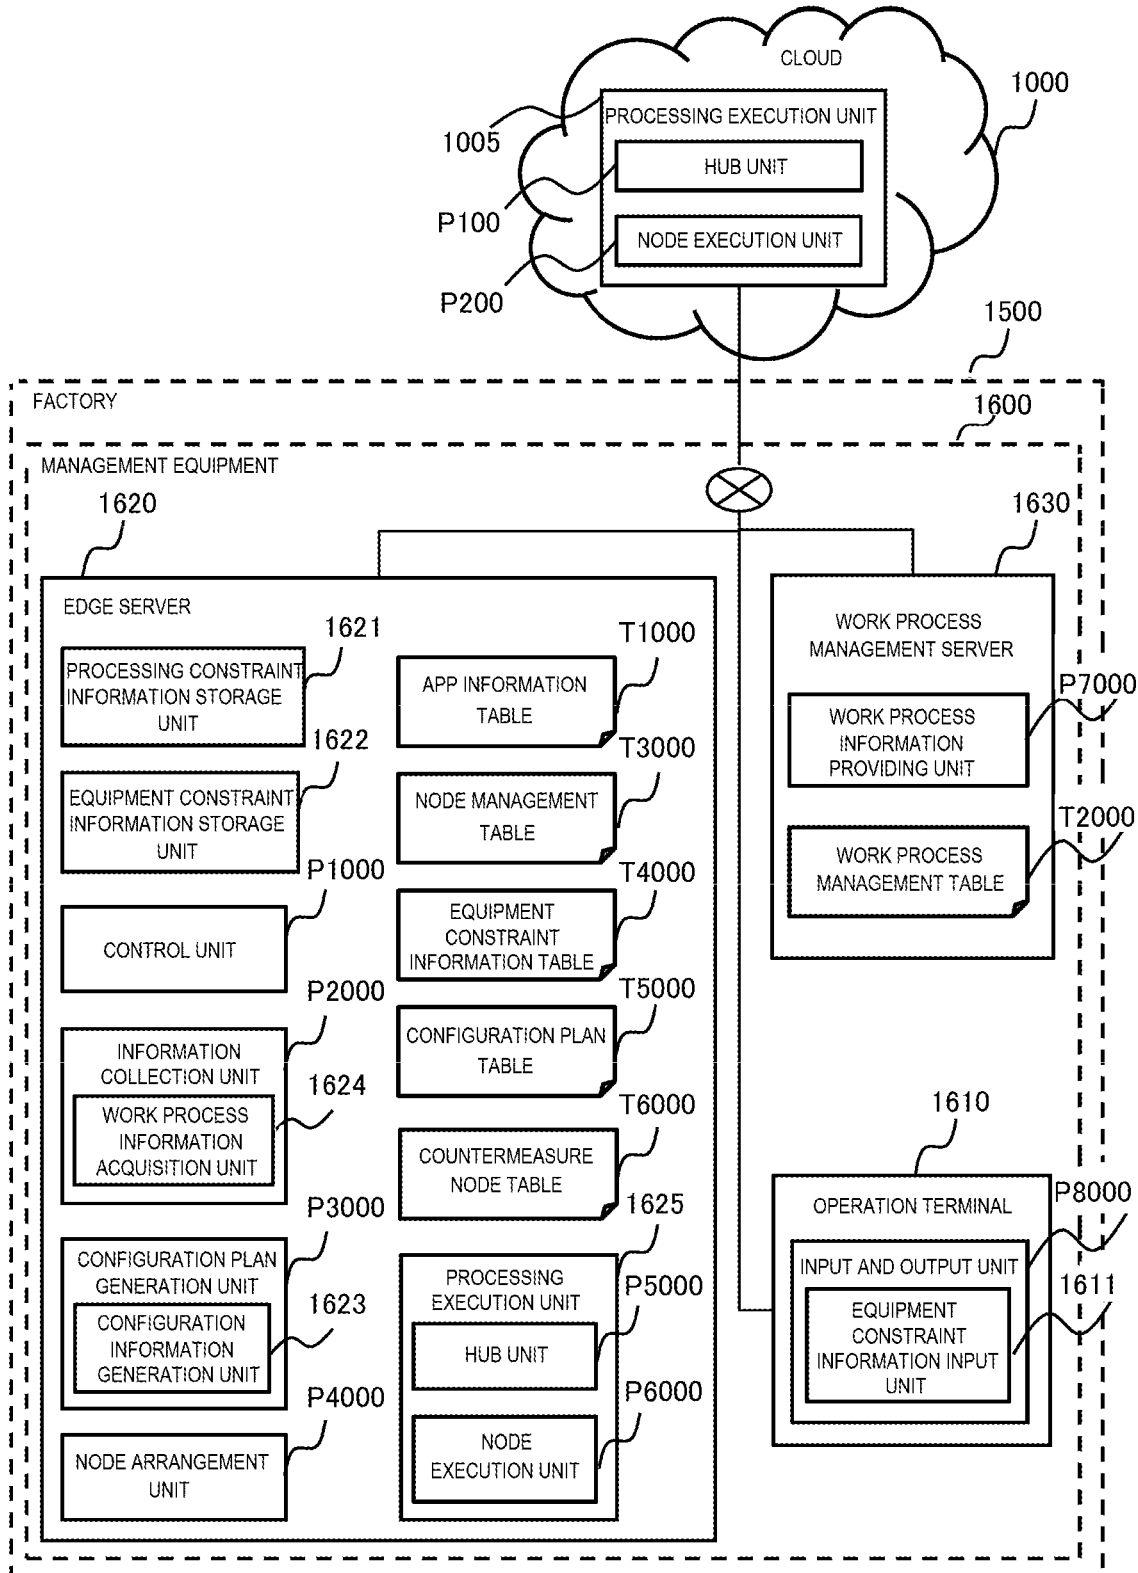 CLOUD
1000
PROCESSING EXECUTION UNIT
1005
HUB UNIT
P100
NODE EXECUTION UNIT
P200
1500
FACTORY
1600
MANAGEMENT EQUIPMENT
1620
1630
EDGE SERVER
1621
PROCESSING CONSTRAINT
INFORMATION STORAGE
UNIT
1622
EQUIPMENT CONSTRAINT
INFORMATION STORAGE
UNIT
P1000
CONTROL UNIT
P2000
INFORMATION
COLLECTION UNIT
1624
WORK PROCESS
INFORMATION
ACQUISITION UNIT
P3000
CONFIGURATION PLAN
GENERATION UNIT
1623
CONFIGURATION
INFORMATION
GENERATION UNIT
P4000
NODE ARRANGEMENT
UNIT
T1000
APP INFORMATION
TABLE
T3000
NODE MANAGEMENT
TABLE
T4000
EQUIPMENT
CONSTRAINT
INFORMATION TABLE
T5000
CONFIGURATION PLAN
TABLE
T6000
COUNTERMEASURE
NODE TABLE
1625
PROCESSING
EXECUTION UNIT
P5000
HUB UNIT
P6000
NODE
EXECUTION UNIT
WORK PROCESS
MANAGEMENT SERVER
P7000
WORK PROCESS
INFORMATION
PROVIDING UNIT
T2000
WORK PROCESS
MANAGEMENT TABLE
1610
OPERATION TERMINAL
P8000
INPUT AND OUTPUT UNIT
1611
EQUIPMENT
CONSTRAINT
INFORMATION INPUT
UNIT